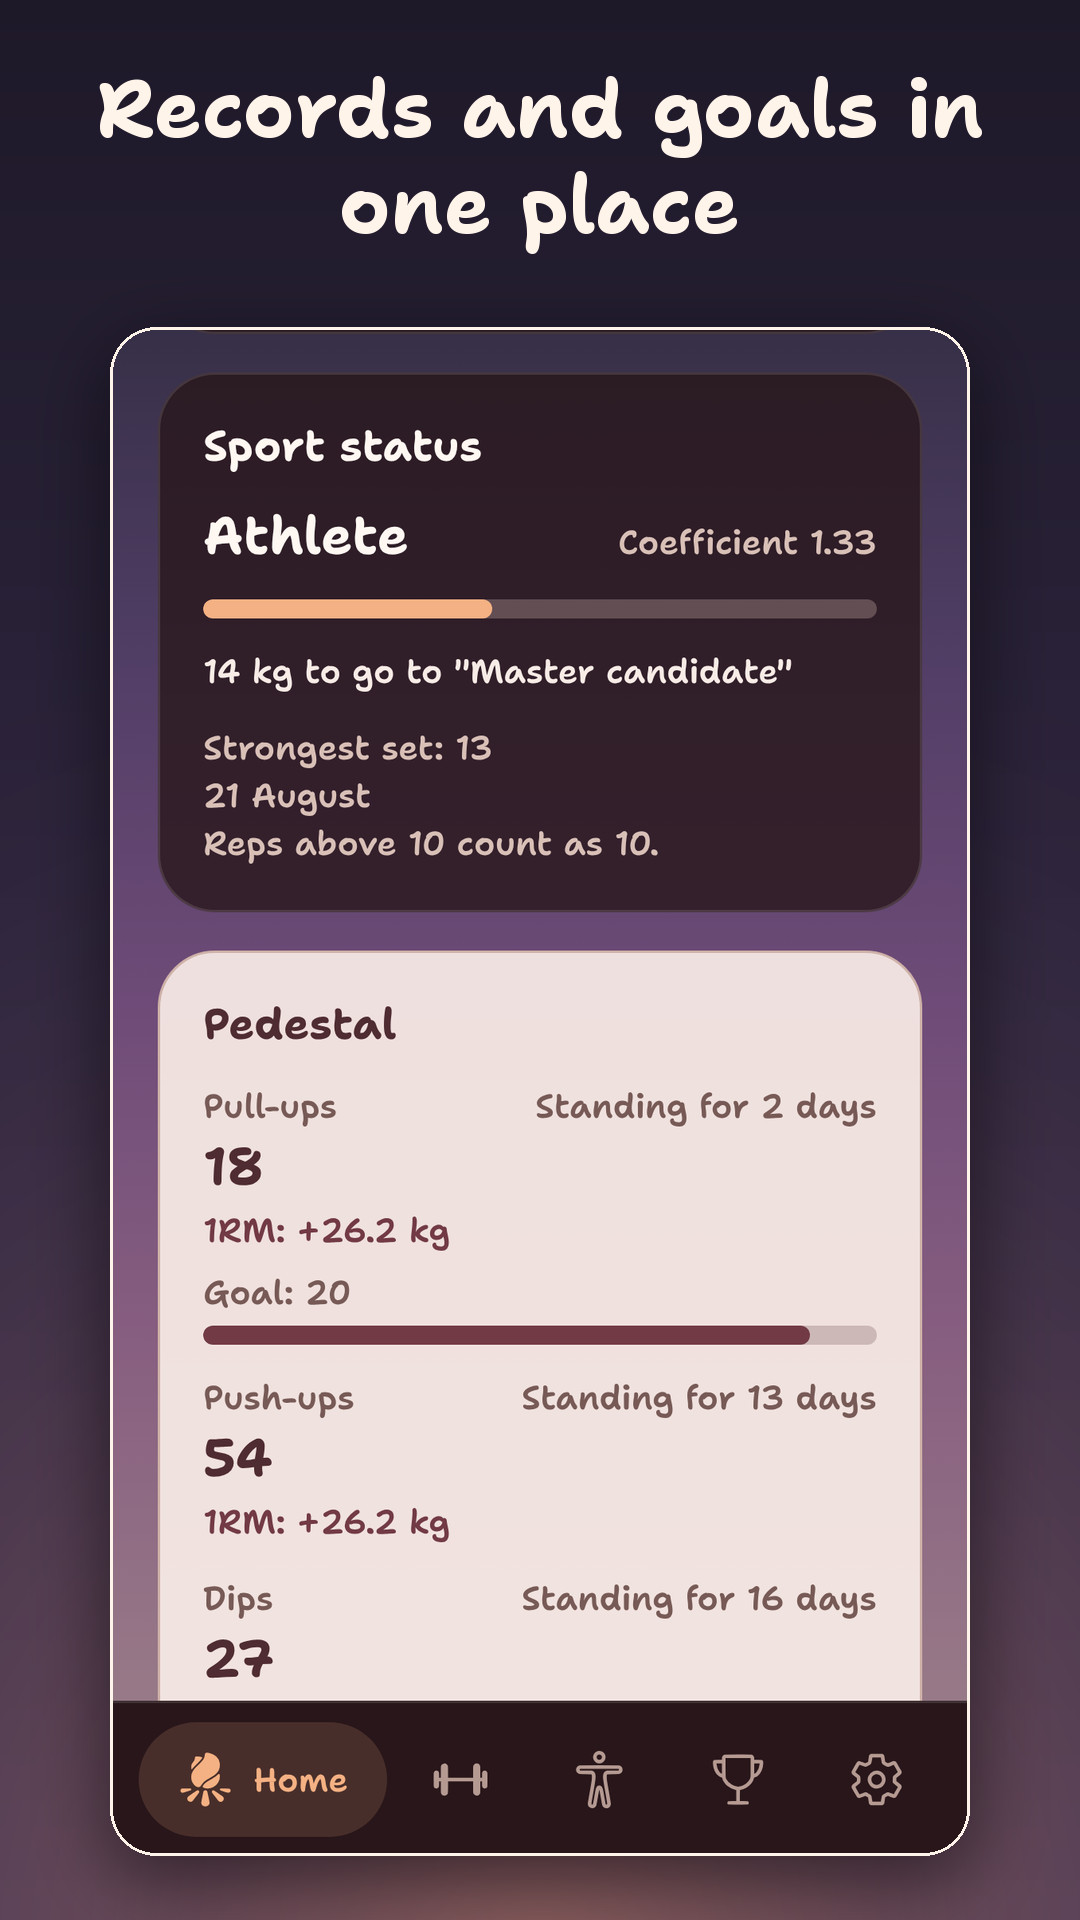 Records and goals in
one place
Sport status
Athlete
Coefficient 1.33
14 kg to go to "Master candidate"
Strongest set: 13
21 August
Reps above 10 count as 10.
Pedestal
Pull-ups
Standing for 2 days
18
1RM: +26.2 kg
Goal: 20
Push-ups
Standing for 13 days
54
1RM: +26.2 kg
Dips
Standing for 16 days
27
Home